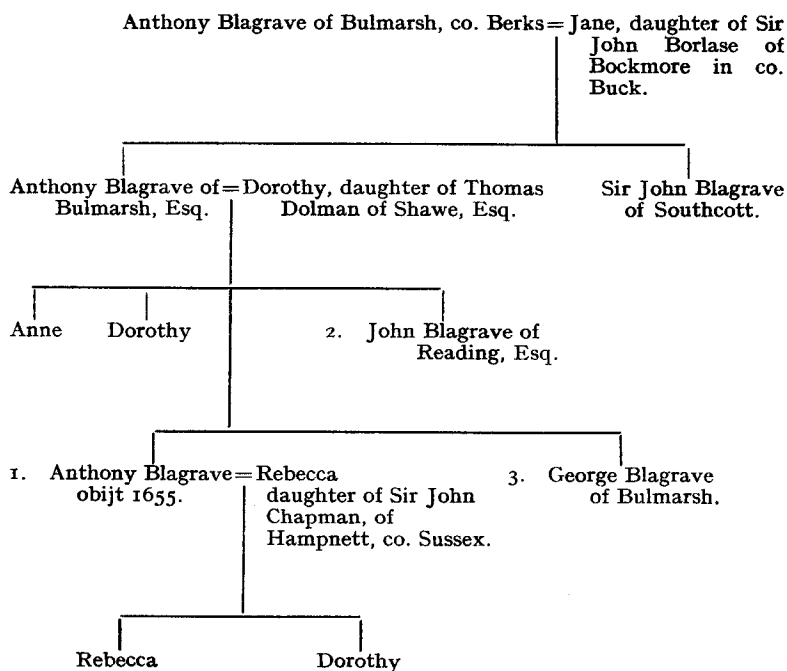 Anthony Blagrave of Bulmarsh, co. Berks=Jane, daughter of Sir
John Borlase of
Bockmore in co.
Buck.
Anthony Blagrave of=Dorothy, daughter of Thomas
Bulmarsh, Esq.
Dolman of Shawe, Esq.
Sir John Blagrave
of Southcott.
Anne
Dorothy
2. John Blagrave of
Reading, Esq.
1. Anthony Blagrave=Rebecca
obijt 1655.
daughter of Sir John
Chapman, of
Hampnett, co. Sussex.
3. George Blagrave
of Bulmarsh.
Rebecca
Dorothy